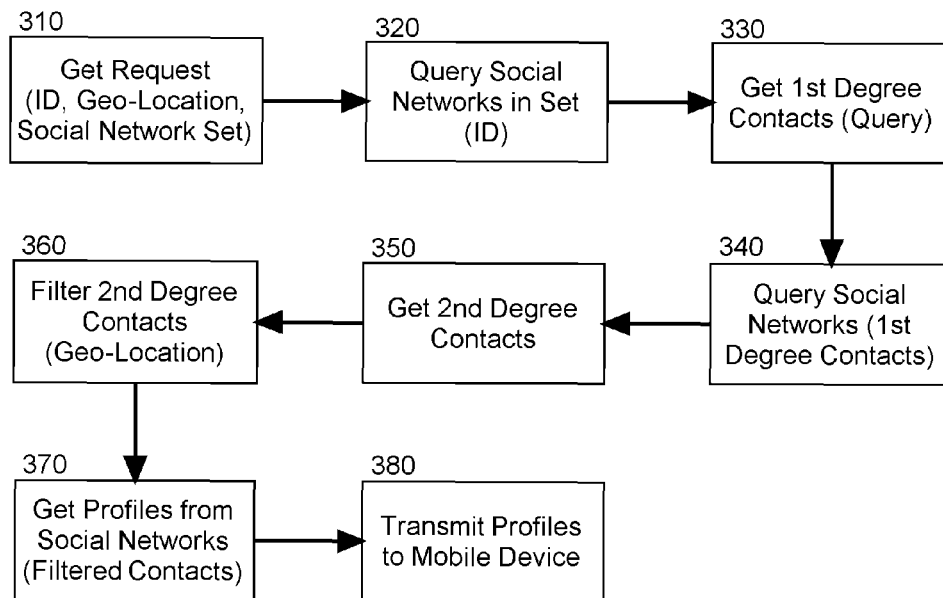 310
Get Request
(ID, Geo-Location,
Social Network Set)
320
Query Social
Networks in Set
(ID)
330
Get 1st Degree
Contacts (Query)
340
Query Social
Networks (1st
Degree Contacts)
350
Get 2nd Degree
Contacts
360
Filter 2nd Degree
Contacts
(Geo-Location)
370
Get Profiles from
Social Networks
(Filtered Contacts)
380
Transmit Profiles
to Mobile Device